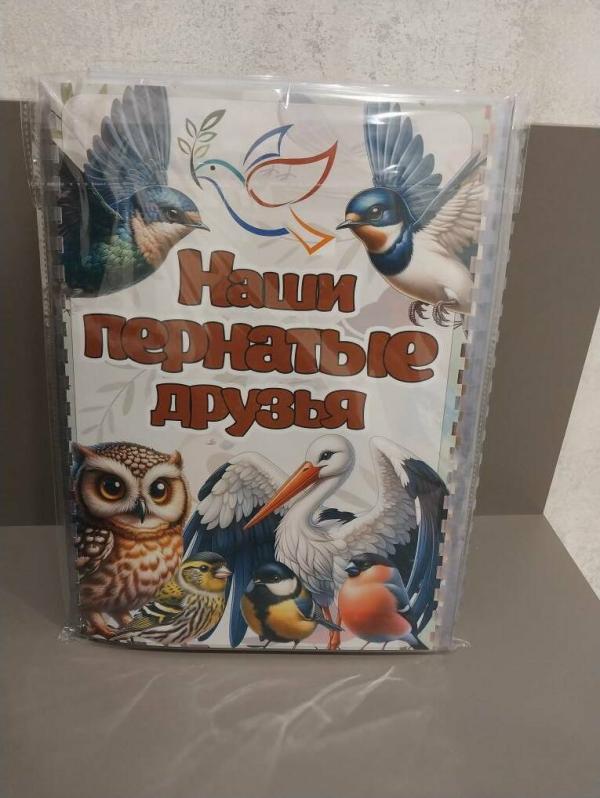 Наши
пернатые
друзья